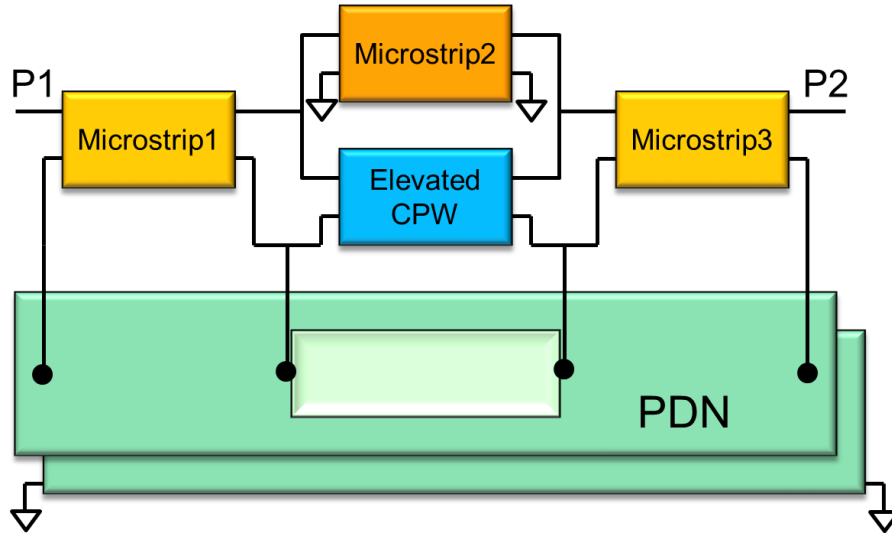 Microstrip2
P1
P2
Microstrip1
Microstrip3
Elevated
CPW
PDN